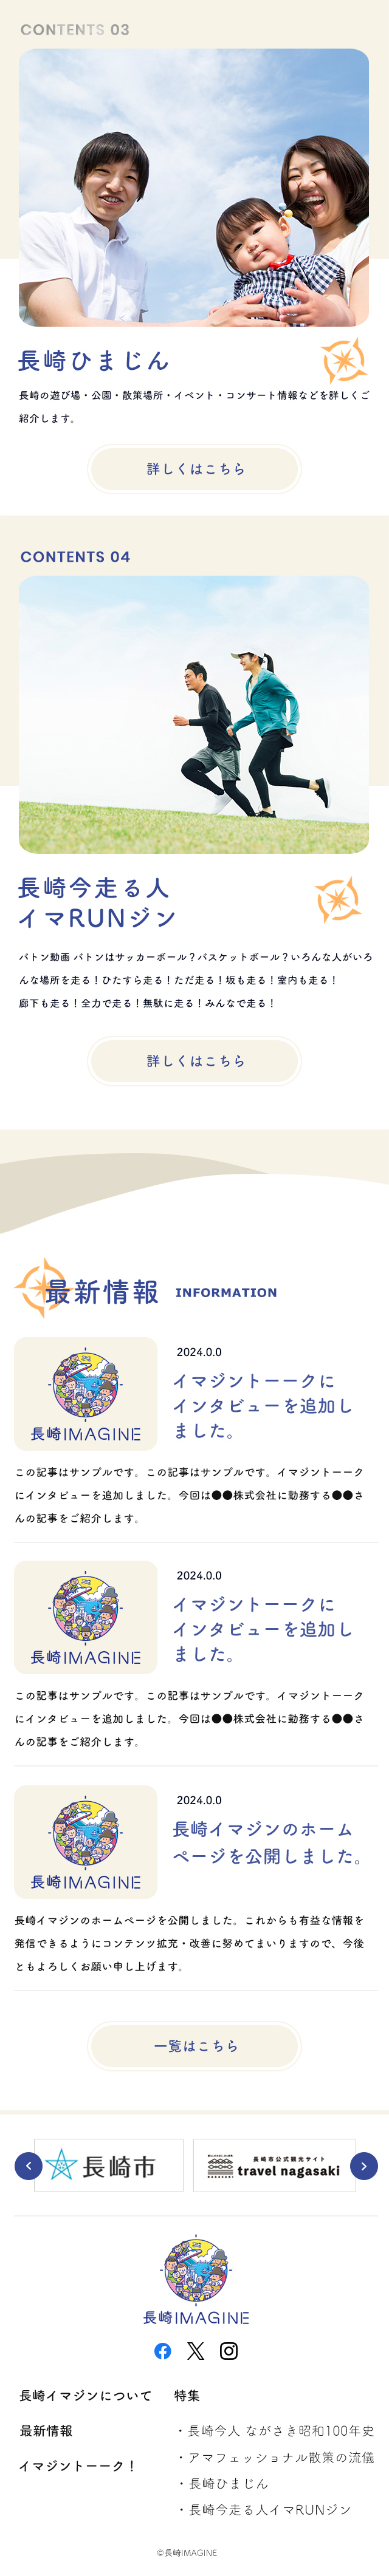 CONTENTS 03
長崎ひまじん
長崎の遊び場・公園・散策場所・イベント・コンサート情報などを詳しくご
紹介します。
詳しくはこちら
CONTENTS 04
長崎今走る人
イマRUNジン
バトン動画 バトンはサッカーボール？バスケットボール？いろんな人がいろ
んな場所を走る！ひたすら走る！ただ走る！坂も走る！室内も走る！
廊下も走る！全力で走る！無駄に走る！みんなで走る！
詳しくはこちら
最新情報 INFORMATION
長崎IMAGINE
2024.0.0
イマジントーークに
インタビューを追加し
ました。
この記事はサンプルです。この記事はサンプルです。イマジントーーク
にインタビューを追加しました。今回は●●株式会社に勤務する●●さ
んの記事をご紹介します。
長崎IMAGINE
2024.0.0
イマジントーークに
インタビューを追加し
ました。
この記事はサンプルです。この記事はサンプルです。イマジントーーク
にインタビューを追加しました。今回は●●株式会社に勤務する●●さ
んの記事をご紹介します。
長崎IMAGINE
2024.0.0
長崎イマジンのホーム
ページを公開しました。
長崎イマジンのホームページを公開しました。これからも有益な情報を
発信できるようにコンテンツ拡充・改善に努めてまいりますので、今後
ともよろしくお願い申し上げます。
一覧はこちら
長崎市
長崎市公式観光サイト
travel nagasaki
長崎IMAGINE
長崎イマジンについて
最新情報
イマジントーーク！
特集
・長崎今人 ながさき昭和100年史
・アマフェッショナル散策の流儀
・長崎ひまじん
・長崎今走る人イマRUNジン
©長崎IMAGINE